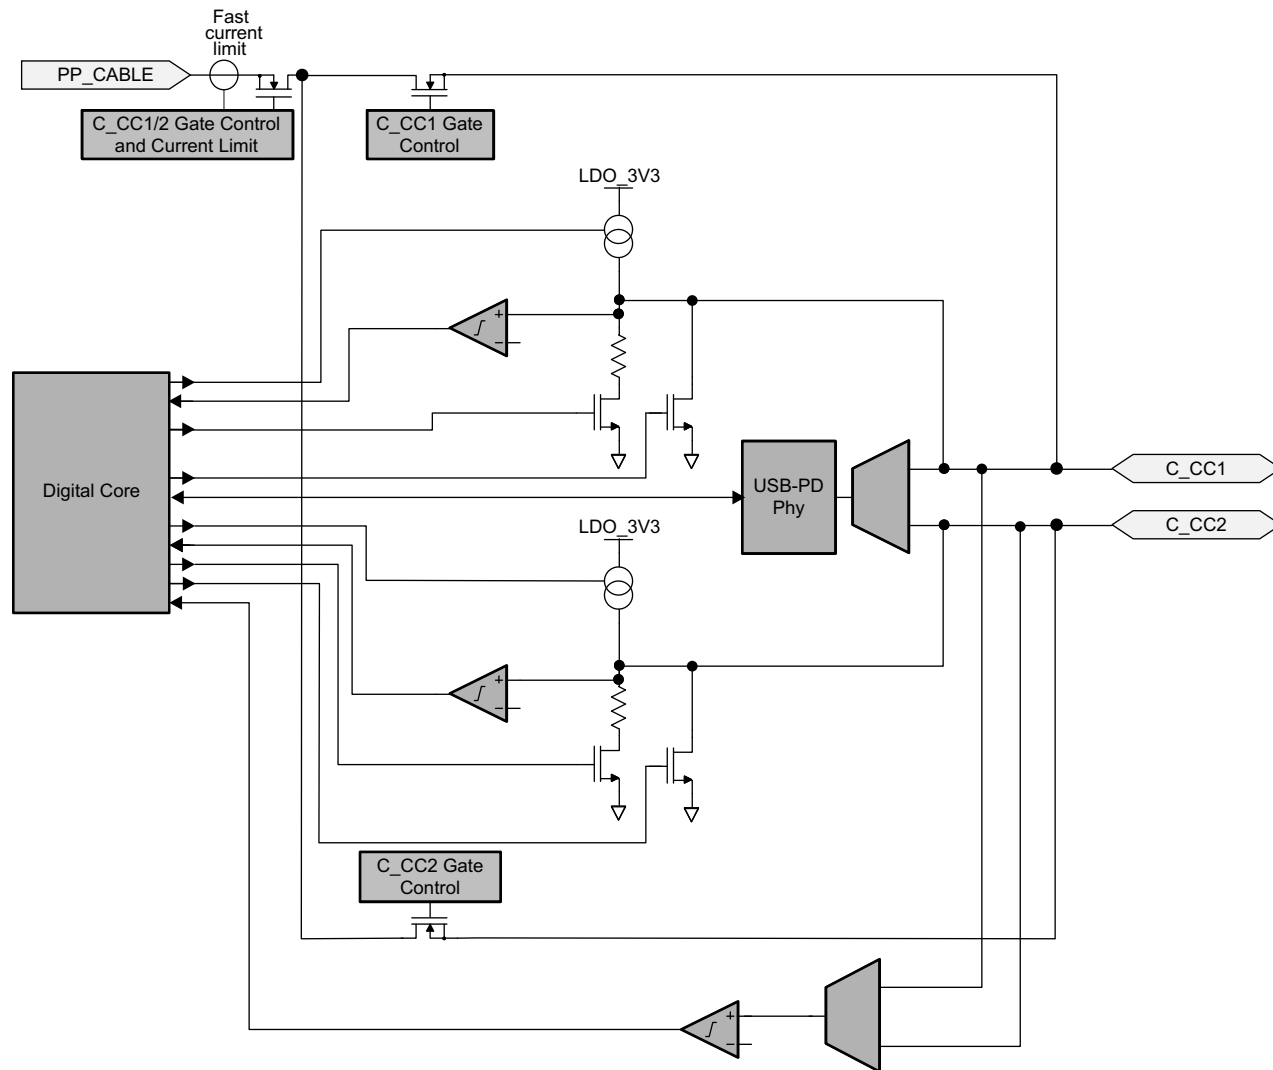 Fast
current
limit
PP_CABLE
C_CC1/2 Gate Control
and Current Limit
C_CC1 Gate
Control
LDO_3V3
+
−
Digital Core
USB-PD
Phy
C_CC1
C_CC2
LDO_3V3
+
−
C_CC2 Gate
Control
+
−